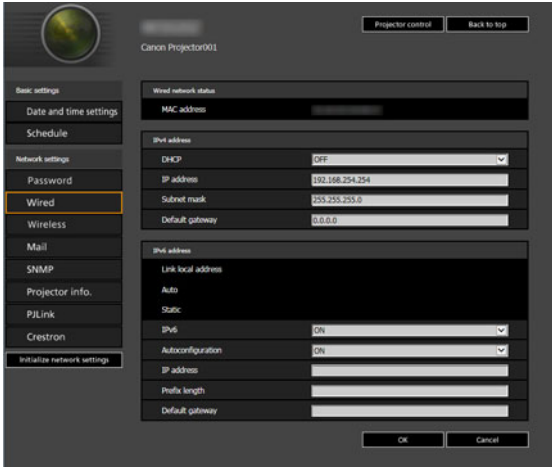 Projector control
Back to top
Canon Projector001
Basic settings
Date and time settings
Schedule
Network settings
Password
Wired
Wireless
Mail
SNMP
Projector info.
PJLink
Crestron
Initialize network settings
Wired network status
MAC address
IPv4 address
DHCP OFF
IP address 192.168.254.254
Subnet mask 255.255.255.0
Default gateway 0.0.0.0
IPv6 address
Link local address
Auto
Static
IPv6 ON
Autoconfiguration ON
IP address
Prefix length
Default gateway
OK
Cancel